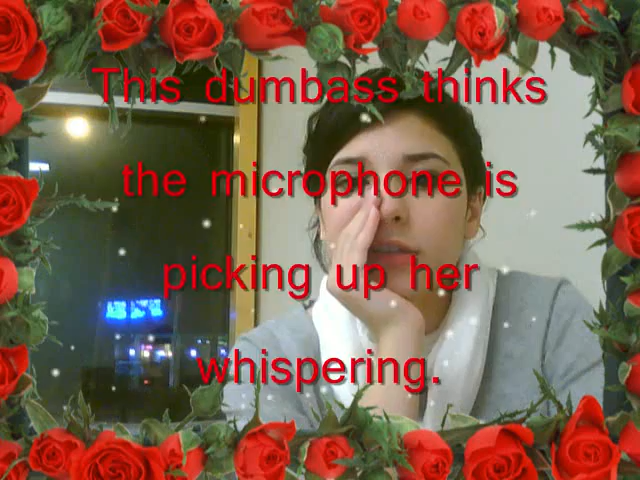 This dumbass thinks
the microphone is
picking up her
whispering.